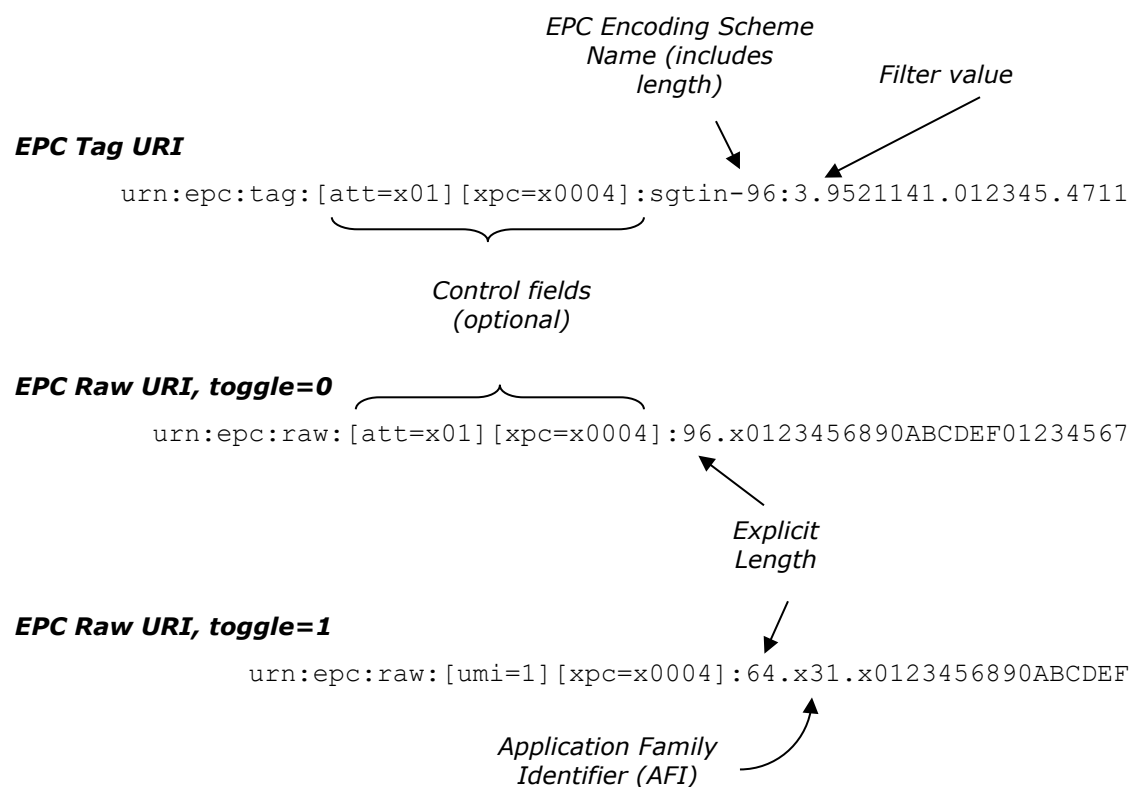 EPC Encoding Scheme
Name (includes
length)
Filter value
EPC Tag URI
urn:epc:tag:[att=x01][xpc=x0004]:sgtin-96:3.9521141.012345.4711
Control fields
(optional)
EPC Raw URI, toggle=0
urn:epc:raw:[att=x01][xpc=x0004]:96.x0123456890ABCDEF01234567
Explicit
Length
EPC Raw URI, toggle=1
urn:epc:raw:[umi=1][xpc=x0004]:64.x31.x0123456890ABCDEF
Application Family
Identifier (AFI)